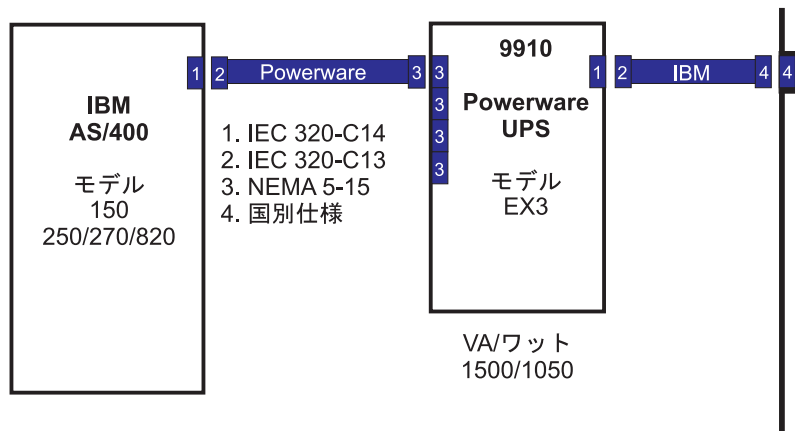 IBM
AS/400
モデル
150
250/270/820
1
2 Powerware 3
1. IEC 320-C14
2. IEC 320-C13
3. NEMA 5-15
4. 国別仕様
9910
Powerware
UPS
モデル
EX3
3
3
3
3
1
VA/ワット
1500/1050
2 IBM 4
4